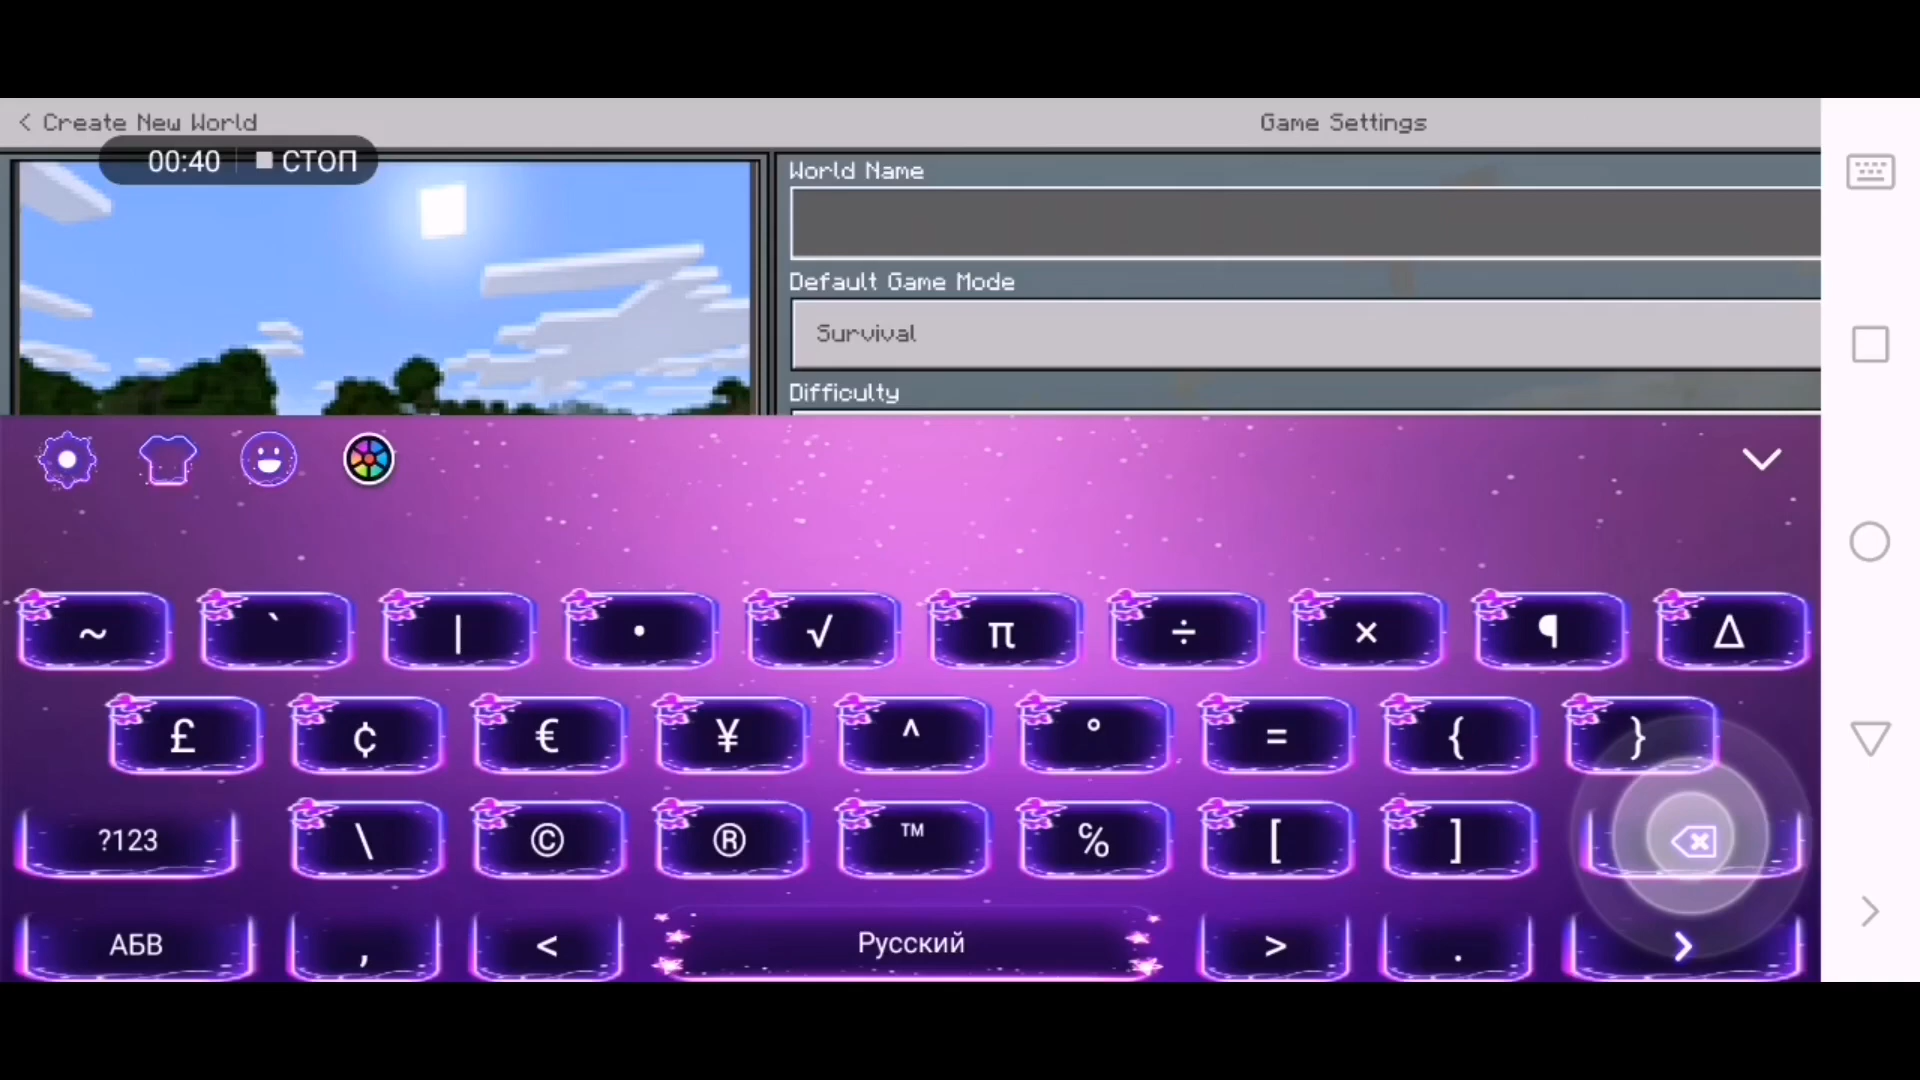 Create New World
Game Settings
00:40 СТОП
World Name
Default Game Mode
Survival
Difficulty
~ ` | • √ π ÷ × ¶ Δ
£ ¢ € ¥ ^ ° = { }
?123 \ © ® ™ ℅ [ ]
АБВ , < Русский > .